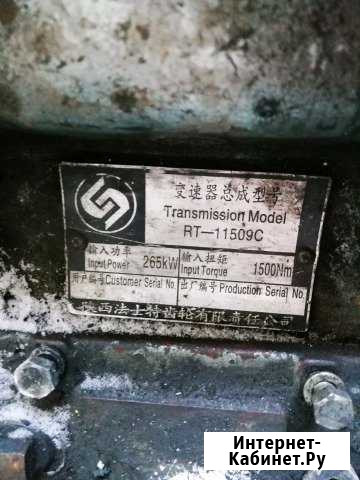 变速器总成型号
Transmission Model
RT-11509C
输入功率 Input Power 265kW 输入扭矩 Input Torque 1500Nm
用户编号 Customer Serial No. 出厂编号 Production Serial No.
陕西法士特齿轮有限责任公司
Интернет-
Кабинет.Ру